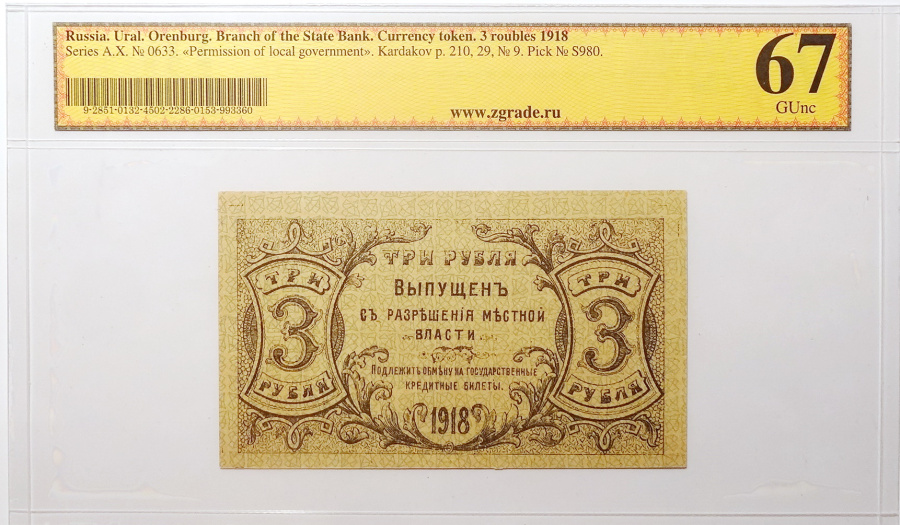 Russia. Ural. Orenburg. Branch of the State Bank. Currency token. 3 roubles 1918
Series A.X. № 0633. «Permission of local government». Kardakov p. 210, 29, № 9. Pick № S980.
67
GUnc
9-2851-0132-4502-2286-0153-993360
www.zgrade.ru
ТРИ РУБЛЯ
ВЫПУЩЕНЪ
СЪ РАЗРѢШЕНІЯ МѢСТНОЙ
ВЛАСТИ.
ПОДЛЕЖИТЪ ОБМѢНУ НА ГОСУДАРСТВЕННЫЕ
КРЕДИТНЫЕ БИЛЕТЫ.
1918
ТРИ
3
РУБЛЯ
ТРИ
3
РУБЛЯ